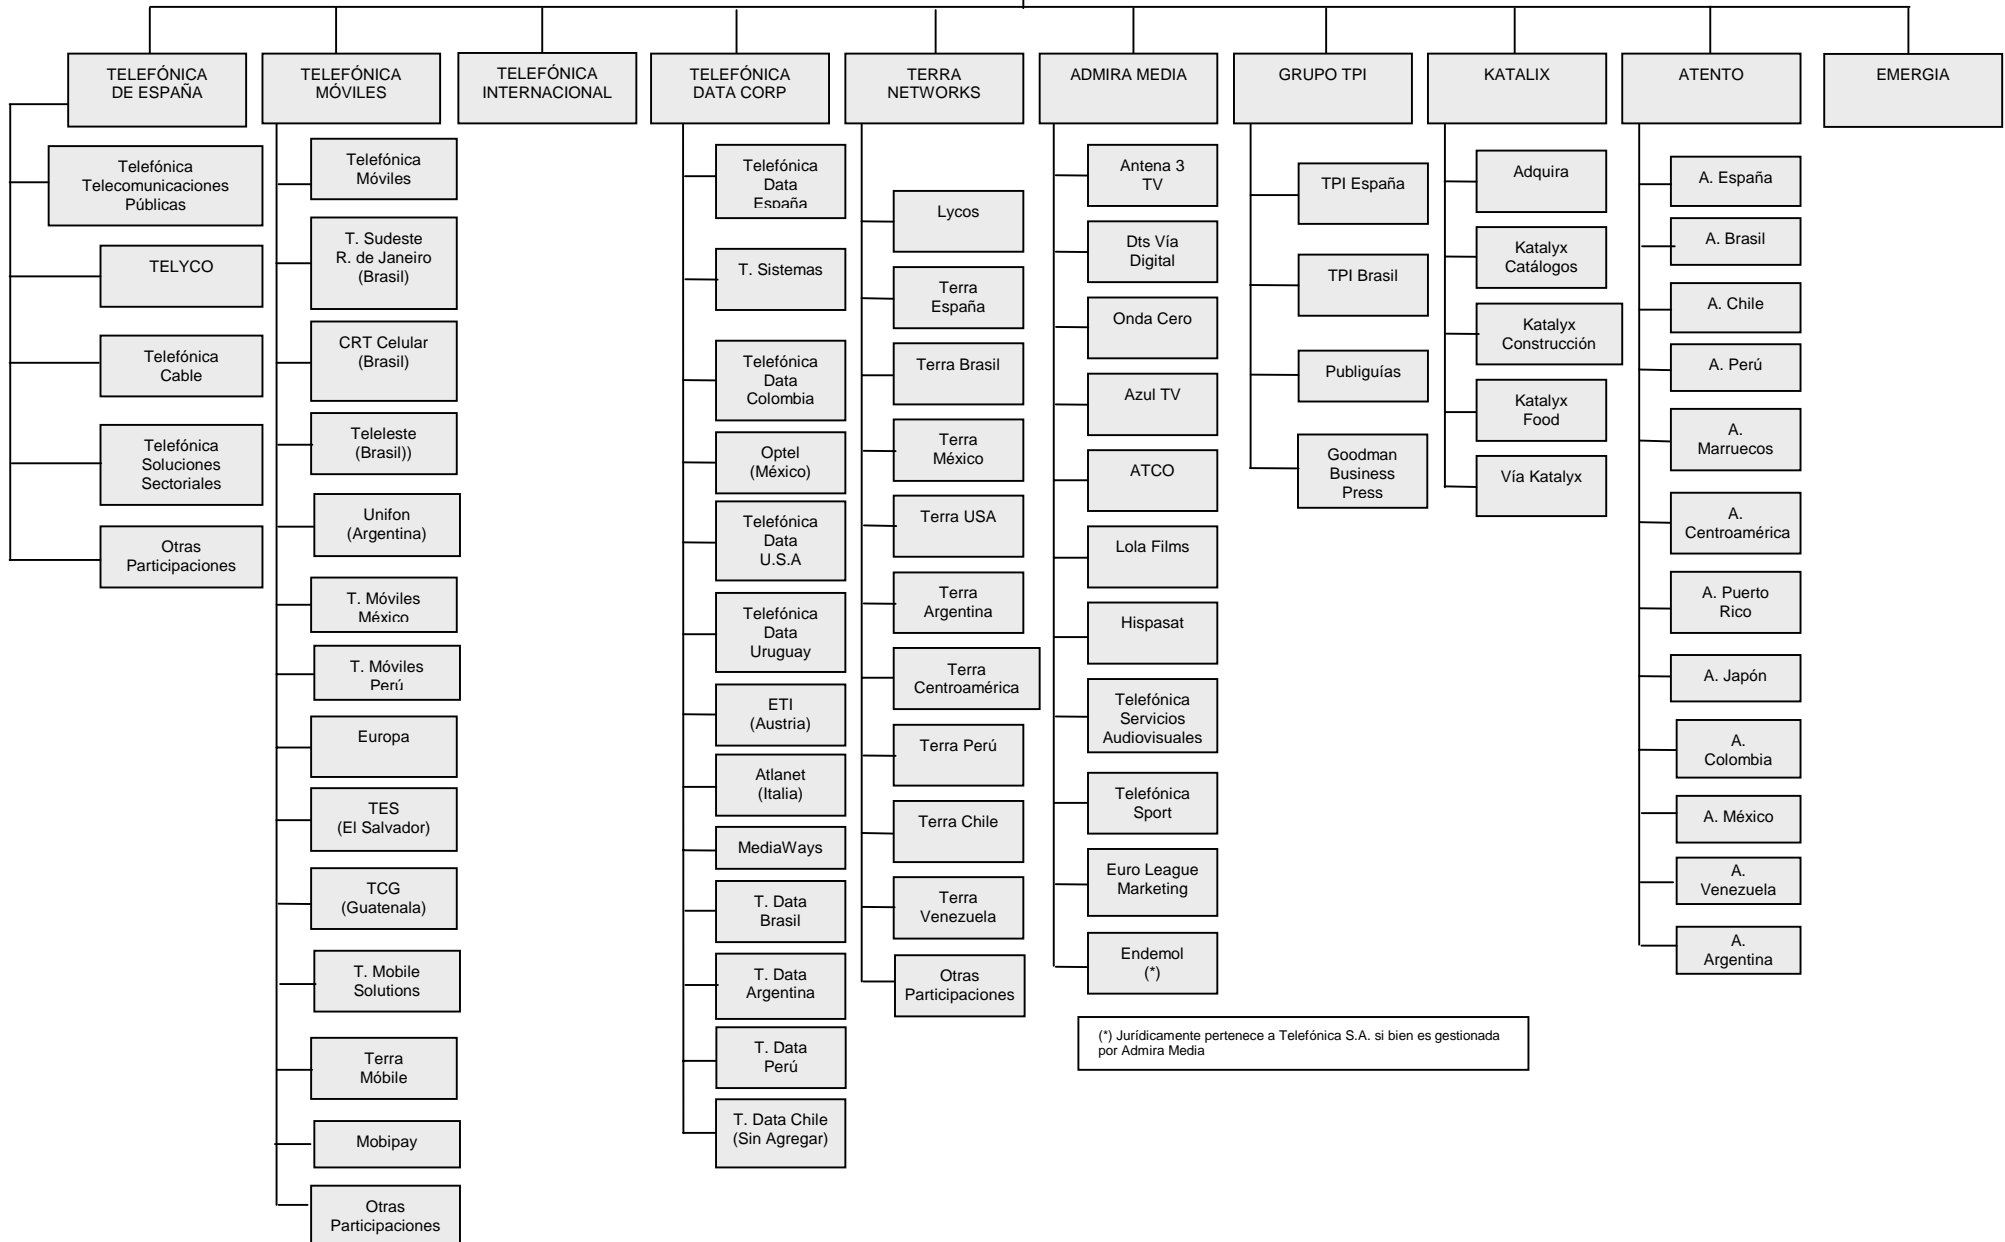 TELEFÓNICA
DE ESPAÑA
TELEFÓNICA
MÓVILES
TELEFÓNICA
INTERNACIONAL
TELEFÓNICA
DATA CORP
TERRA
NETWORKS
ADMIRA MEDIA
GRUPO TPI
KATALIX
ATENTO
EMERGIA
Telefónica
Telecomunicaciones
Públicas
TELYCO
Telefónica
Cable
Telefónica
Soluciones
Sectoriales
Otras
Participaciones
Telefónica
Móviles
T. Sudeste
R. de Janeiro
(Brasil)
CRT Celular
(Brasil)
Teleleste
(Brasil))
Unifon
(Argentina)
T. Móviles
México
T. Móviles
Perú
Europa
TES
(El Salvador)
TCG
(Guatenala)
T. Mobile
Solutions
Terra
Móbile
Mobipay
Otras
Participaciones
Telefónica
Data
España
T. Sistemas
Telefónica
Data
Colombia
Optel
(México)
Telefónica
Data
U.S.A
Telefónica
Data
Uruguay
ETI
(Austria)
Atlanet
(Italia)
MediaWays
T. Data
Brasil
T. Data
Argentina
T. Data
Perú
T. Data Chile
(Sin Agregar)
Lycos
Terra
España
Terra Brasil
Terra
México
Terra USA
Terra
Argentina
Terra
Centroamérica
Terra Perú
Terra Chile
Terra
Venezuela
Otras
Participaciones
Antena 3
TV
Dts Vía
Digital
Onda Cero
Azul TV
ATCO
Lola Films
Hispasat
Telefónica
Servicios
Audiovisuales
Telefónica
Sport
Euro League
Marketing
Endemol
(*)
TPI España
TPI Brasil
Publiguías
Goodman
Business
Press
Adquira
Katalyx
Catálogos
Katalyx
Construcción
Katalyx
Food
Vía Katalyx
A. España
A. Brasil
A. Chile
A. Perú
A.
Marruecos
A.
Centroamérica
A. Puerto
Rico
A. Japón
A.
Colombia
A. México
A.
Venezuela
A.
Argentina
(*) Jurídicamente pertenece a Telefónica S.A. si bien es gestionada
por Admira Media